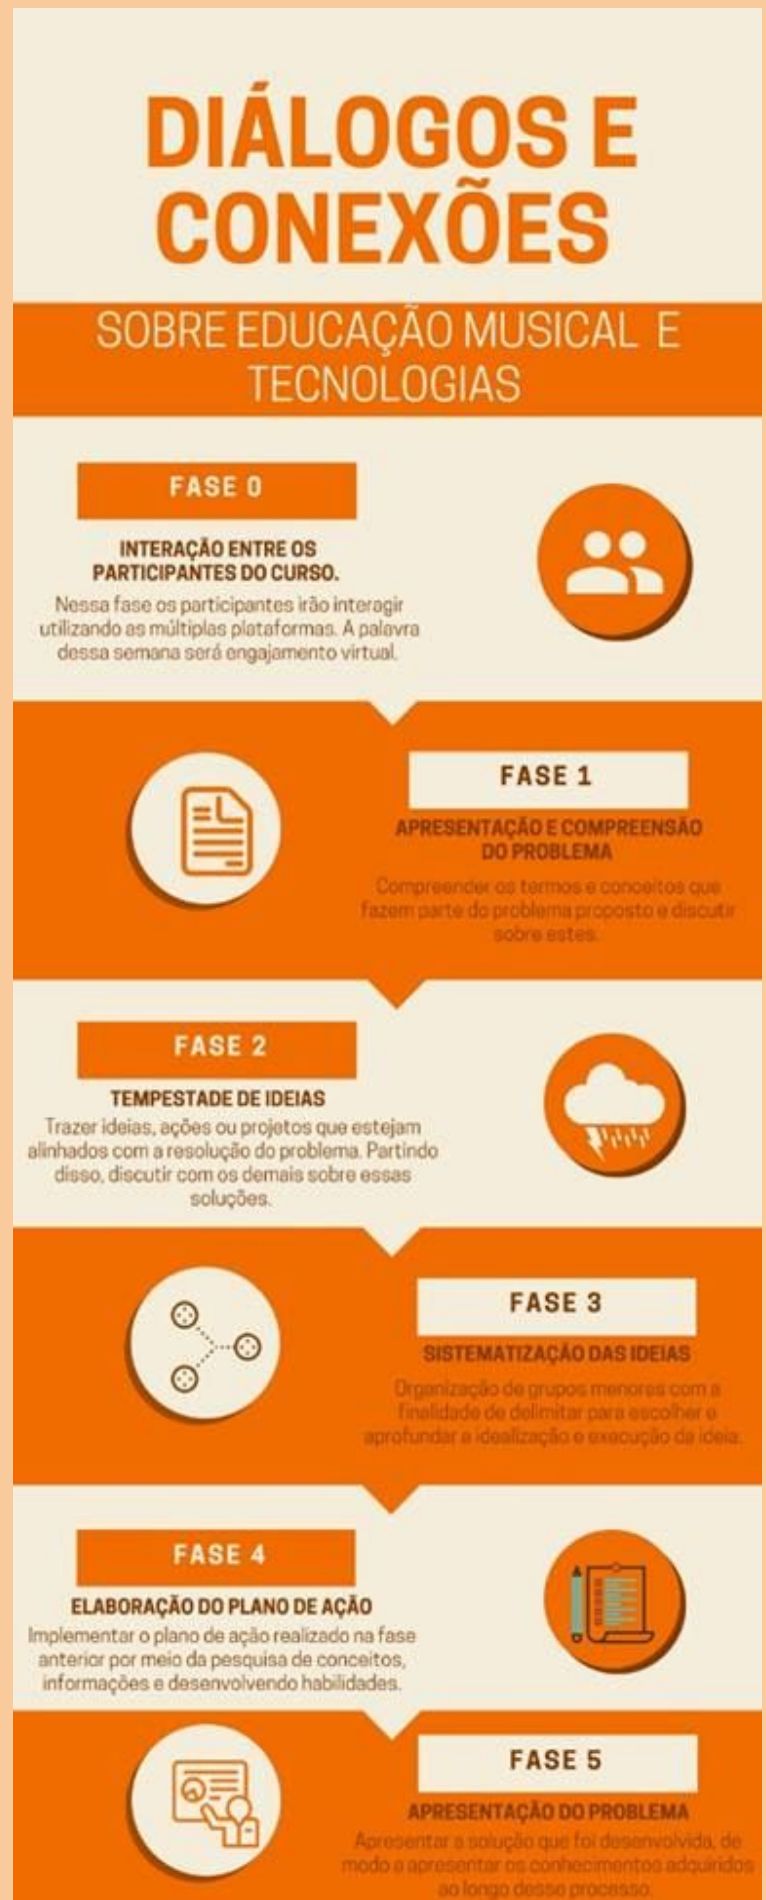 DIÁLOGOS E
CONEXÕES
SOBRE EDUCAÇÃO MUSICAL E
TECNOLOGIAS
FASE 0
INTERAÇÃO ENTRE OS
PARTICIPANTES DO CURSO.
Nessa fase os participantes irão interagir
utilizando as múltiplas plataformas. A palavra
dessa semana será engajamento virtual.
FASE 1
APRESENTAÇÃO E COMPREENSÃO
DO PROBLEMA
Compreender os termos e conceitos que
fazem parte do problema proposto e discutir
sobre estes.
FASE 2
TEMPESTADE DE IDEIAS
Trazer ideias, ações ou projetos que estejam
alinhados com a resolução do problema. Partindo
disso, discutir com os demais sobre essas
soluções.
FASE 3
SISTEMATIZAÇÃO DAS IDEIAS
Organização de grupos menores com a
finalidade de delimitar para escolher e
aprofundar a idealização e execução da ideia.
FASE 4
ELABORAÇÃO DO PLANO DE AÇÃO
Implementar o plano de ação realizado na fase
anterior por meio da pesquisa de conceitos,
informações e desenvolvendo habilidades.
FASE 5
APRESENTAÇÃO DO PROBLEMA
Apresentar a solução que foi desenvolvida, de
modo a apresentar os conhecimentos adquiridos
ao longo desse processo.